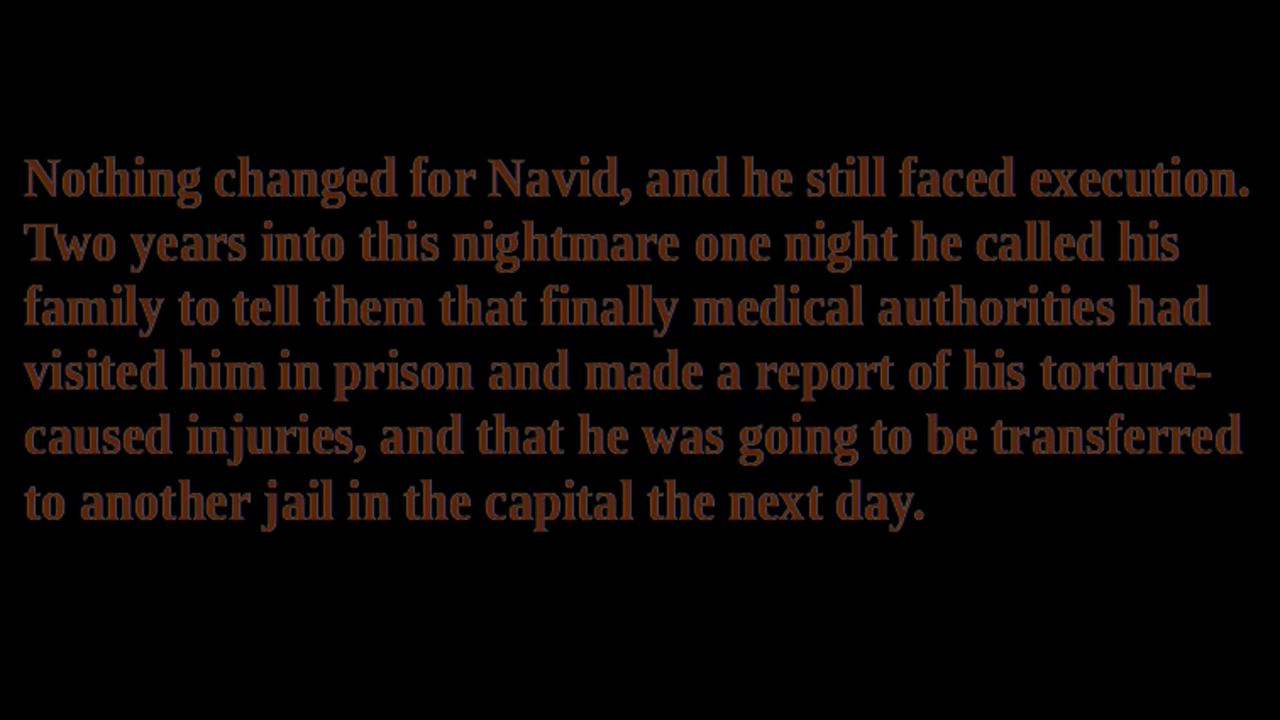 Nothing changed for Navid, and he still faced execution.
Two years into this nightmare one night he called his
family to tell them that finally medical authorities had
visited him in prison and made a report of his torture-
caused injuries, and that he was going to be transferred
to another jail in the capital the next day.